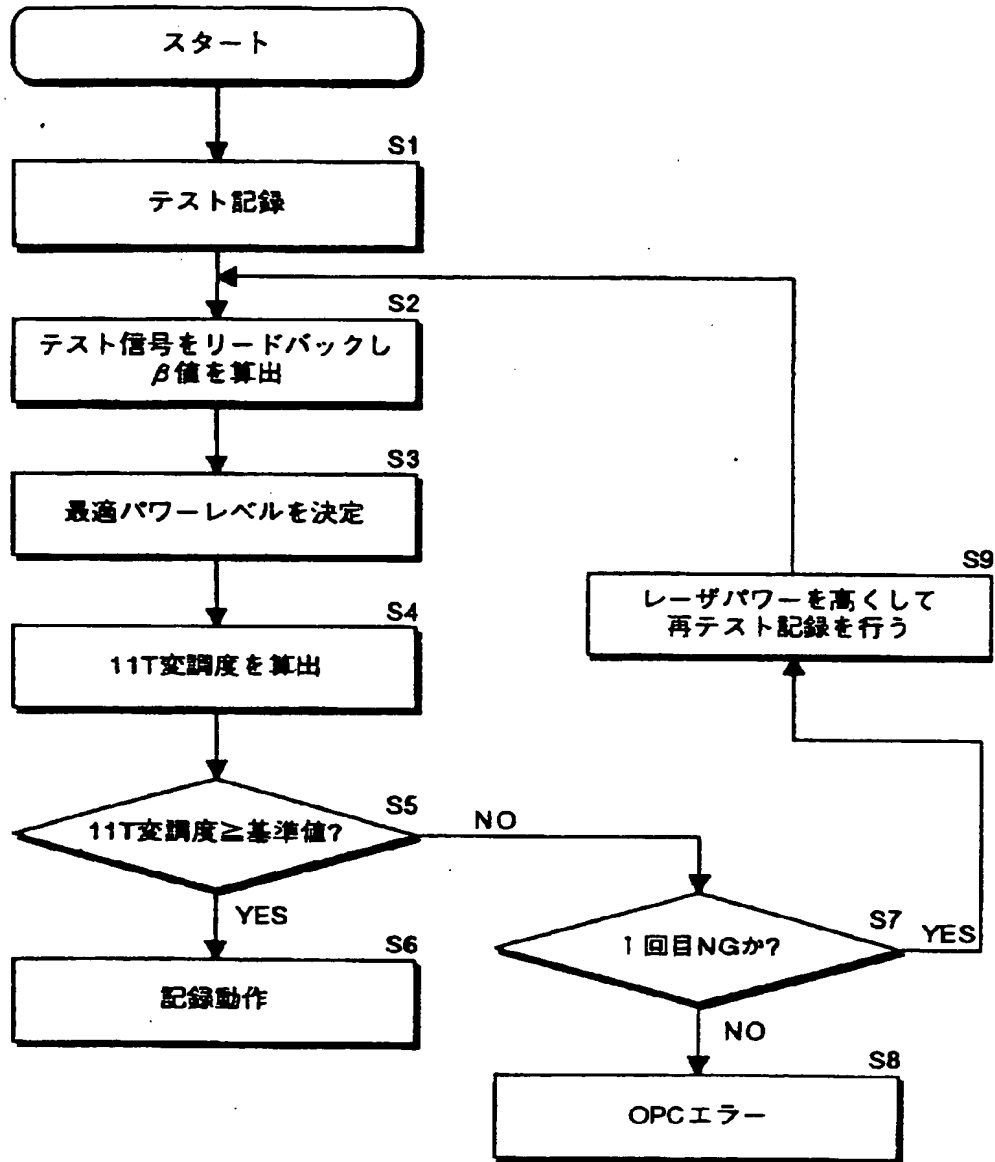 スタート
S1
テスト記録
S2
テスト信号をリードバックし
β値を算出
S3
最適パワーレベルを決定
S4
11T変調度を算出
S5
11T変調度≧基準値?
NO
YES
S6
記録動作
S7
1回目NGか?
YES
NO
S8
OPCエラー
S9
レーザパワーを高くして
再テスト記録を行う